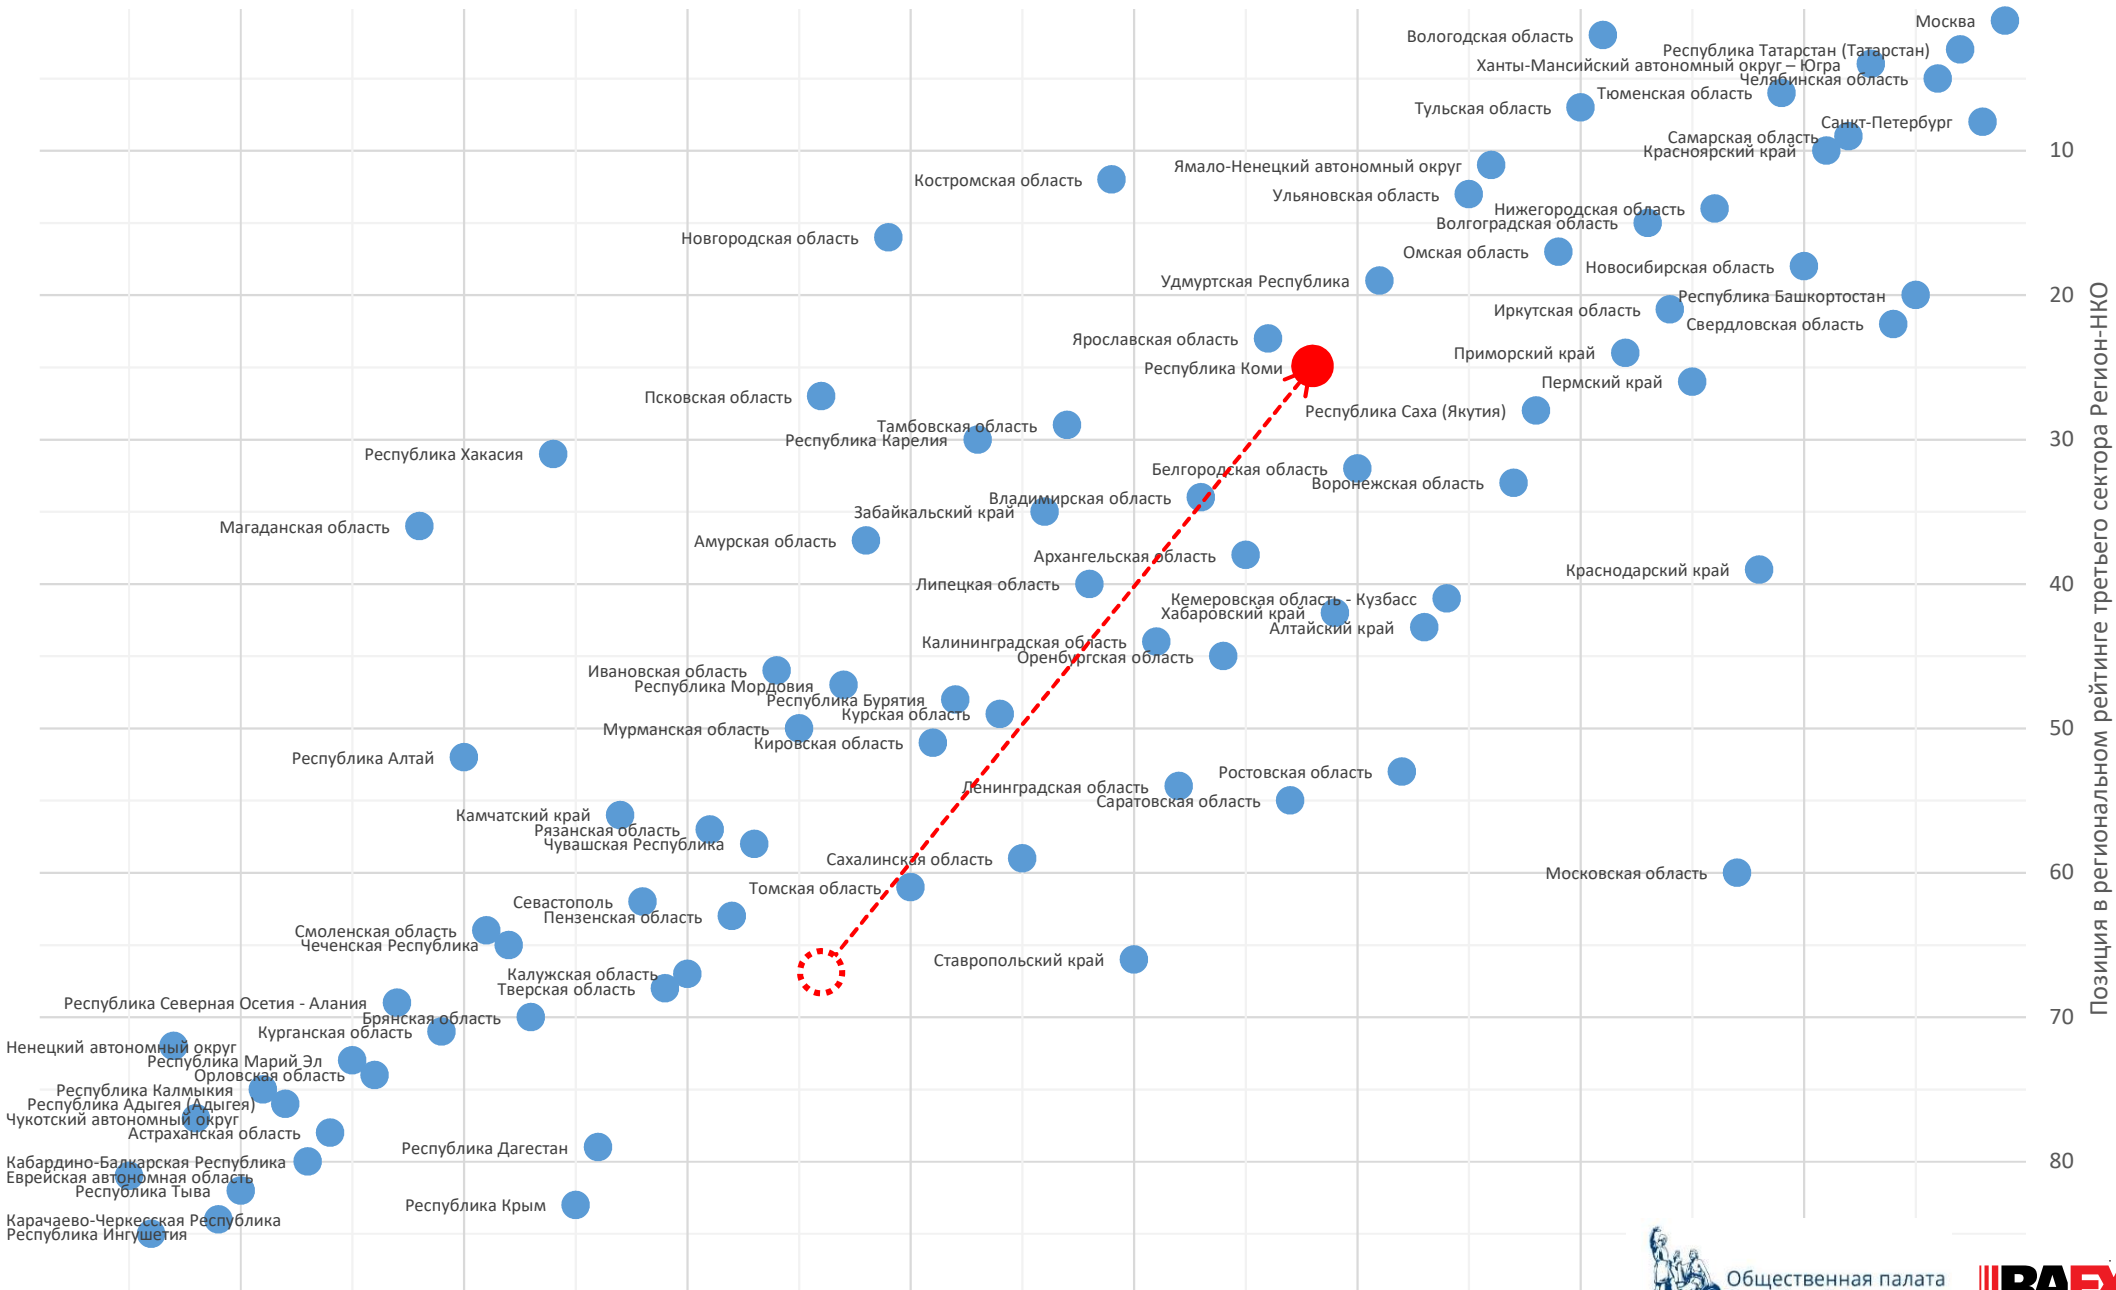 Москва
Вологодская область
Республика Татарстан (Татарстан)
Ханты-Мансийский автономный округ – Югра
Челябинская область
Тюменская область
Тульская область
Санкт-Петербург
Самарская область
Красноярский край
10
Ямало-Ненецкий автономный округ
Костромская область
Ульяновская область
Нижегородская область
Волгоградская область
Новгородская область
Омская область
Новосибирская область
Удмуртская Республика
Республика Башкортостан
20
Иркутская область
Свердловская область
Ярославская область
Приморский край
Республика Коми
Пермский край
Псковская область
Республика Саха (Якутия)
Тамбовская область
Республика Карелия
30
Республика Хакасия
Белгородская область
Воронежская область
Владимирская область
Забайкальский край
Магаданская область
Амурская область
Архангельская область
Краснодарский край
Липецкая область
40
Кемеровская область - Кузбасс
Хабаровский край
Алтайский край
Калининградская область
Оренбургская область
Ивановская область
Республика Мордовия
Республика Бурятия
Курская область
Мурманская область
50
Кировская область
Республика Алтай
Ростовская область
Ленинградская область
Саратовская область
Камчатский край
Рязанская область
Чувашская Республика
Сахалинская область
Московская область
60
Томская область
Севастополь
Пензенская область
Смоленская область
Чеченская Республика
Ставропольский край
Калужская область
Тверская область
Республика Северная Осетия - Алания
Брянская область
70
Курганская область
Ненецкий автономный округ
Республика Марий Эл
Орловская область
Республика Калмыкия
Республика Адыгея (Адыгея)
Чукотский автономный округ
Астраханская область
Республика Дагестан
Кабардино-Балкарская Республика
80
Еврейская автономная область
Республика Тыва
Республика Крым
Карачаево-Черкесская Республика
Республика Ингушетия
Позиция в региональном рейтинге третьего сектора Регион-НКО
Общественная палата